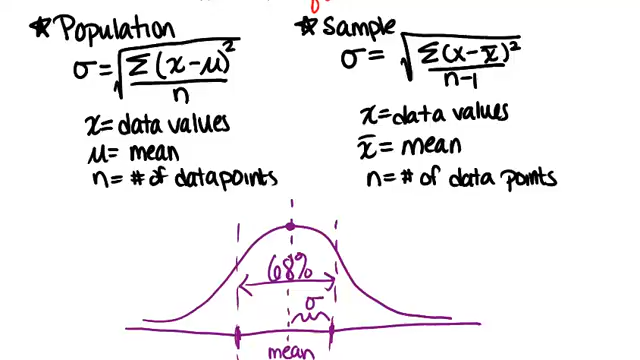 ☆Population
σ = √(Σ(x-μ)²/n)
x = data values
μ = mean
n = # of datapoints
☆Sample
σ = √(Σ(x-x̄)²/n-1)
x = data values
x̄ = mean
n = # of data points
68%
σ
mean